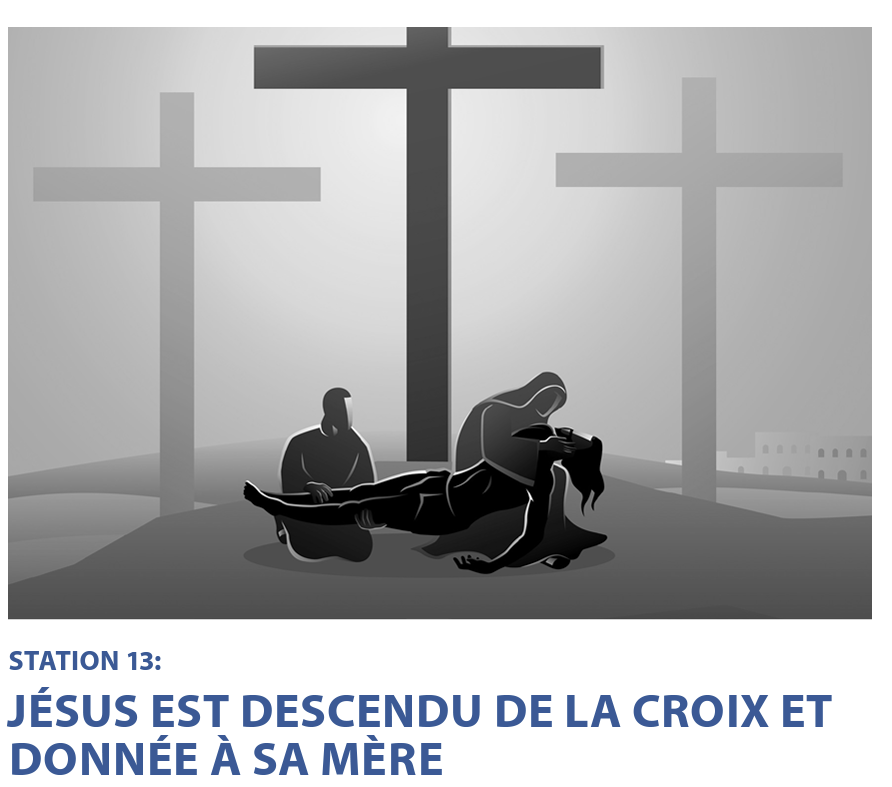 STATION 13:
JÉSUS EST DESCENDU DE LA CROIX ET
DONNÉE À SA MÈRE